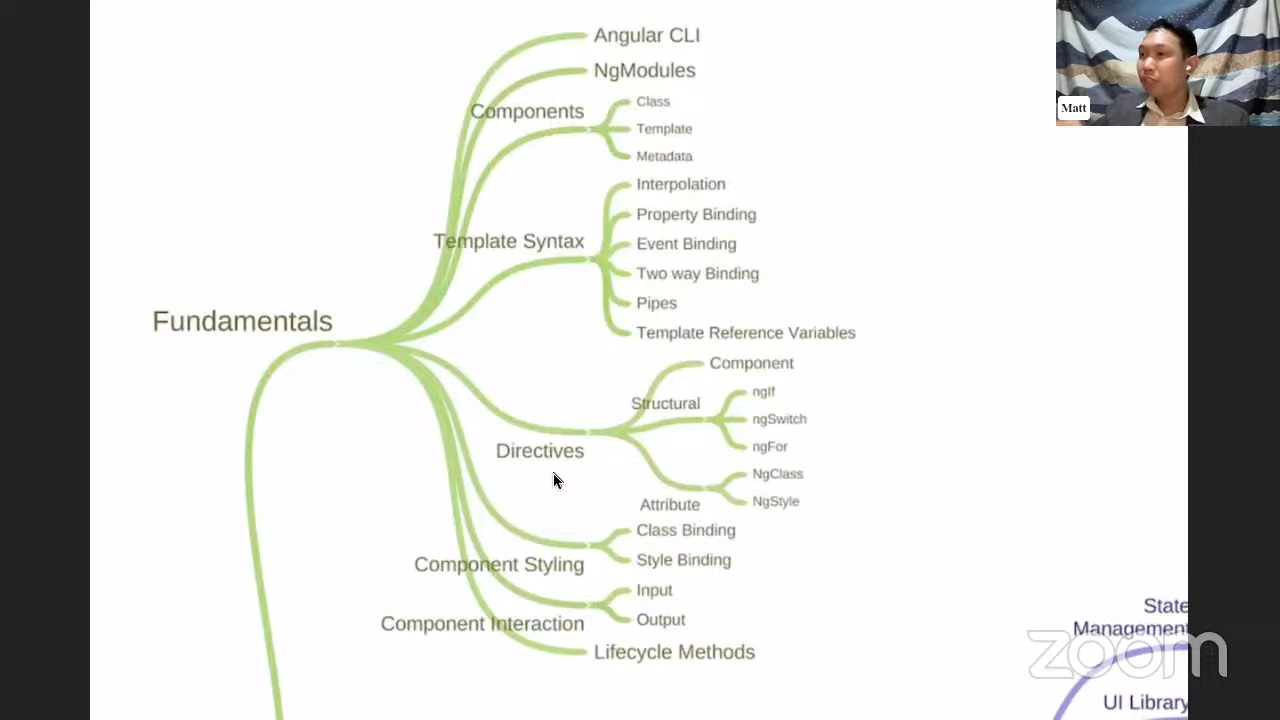 Angular CLI
NgModules
Components
Class
Template
Metadata
Template Syntax
Interpolation
Property Binding
Event Binding
Two way Binding
Pipes
Template Reference Variables
Fundamentals
Directives
Component
Structural
ngIf
ngSwitch
ngFor
Attribute
NgClass
NgStyle
Component Styling
Class Binding
Style Binding
Component Interaction
Input
Output
Lifecycle Methods
State
Management
UI Library
Matt
zoom